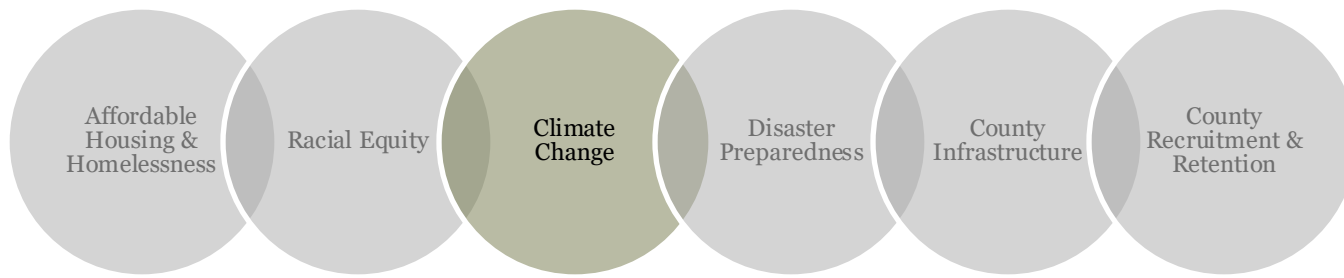 Affordable
Housing &
Homelessness
Racial Equity
Climate
Change
Disaster
Preparedness
County
Infrastructure
County
Recruitment &
Retention